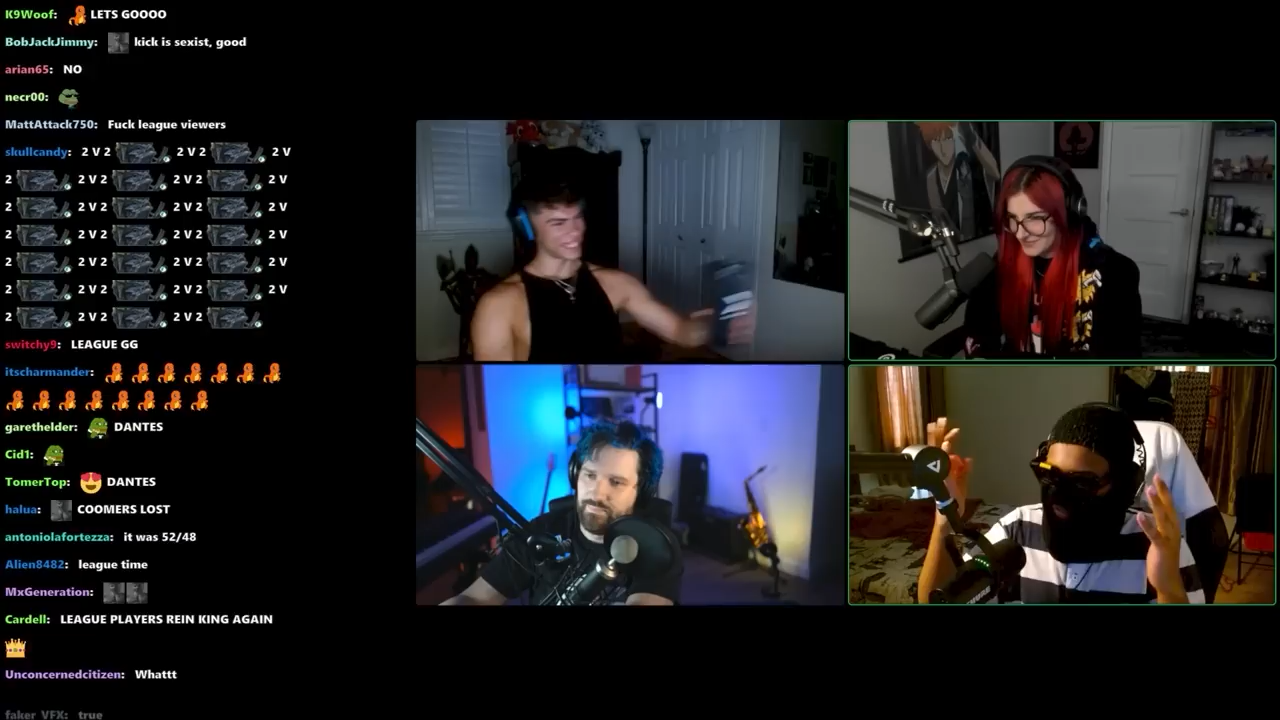 K9Woof: LETS GOOOO
BobJackJimmy: kick is sexist, good
arian65: NO
necr00:
MattAttack750: Fuck league viewers
skullcandy: 2 V 2 2 V 2 2 V
2 2 V 2 2 V 2 2 V
2 2 V 2 2 V 2 2 V
2 2 V 2 2 V 2 2 V
2 2 V 2 2 V 2 2 V
2 2 V 2 2 V 2 2 V
2 2 V 2 2 V 2
switchy9: LEAGUE GG
itscharmander:
garethelder: DANTES
Cid1:
TomerTop: DANTES
halua: COOMERS LOST
antoniolafortezza: it was 52/48
Alien8482: league time
MxGeneration:
Cardell: LEAGUE PLAYERS REIN KING AGAIN
Unconcernedcitizen: Whattt
faker_VFX: true